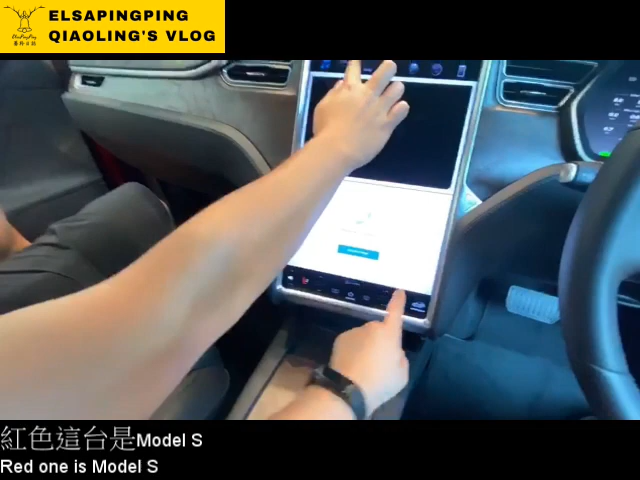 ELSAPINGPING
QIAOLING'S VLOG
紅色這台是Model S
Red one is Model S